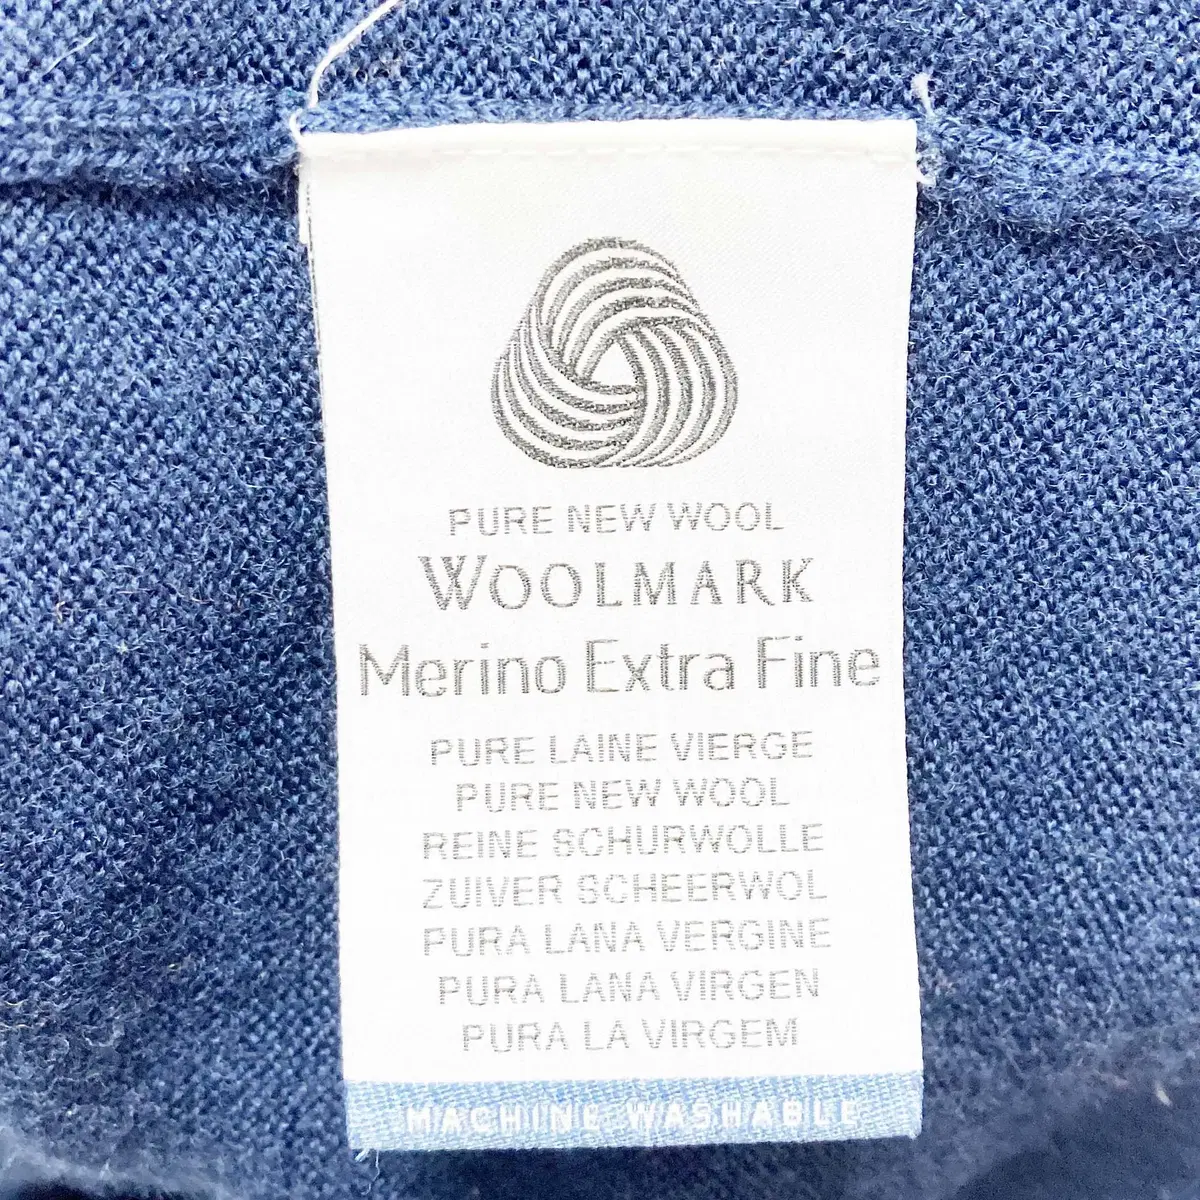 PURE NEW WOOL
WOOLMARK
Merino Extra Fine
PURE LAINE VIERGE
PURE NEW WOOL
REINE SCHURWOLLE
ZUIVER SCHEERWOL
PURA LANA VERGINE
PURA LANA VIRGEN
PURA LA VIRGEM
MACHINE WASHABLE